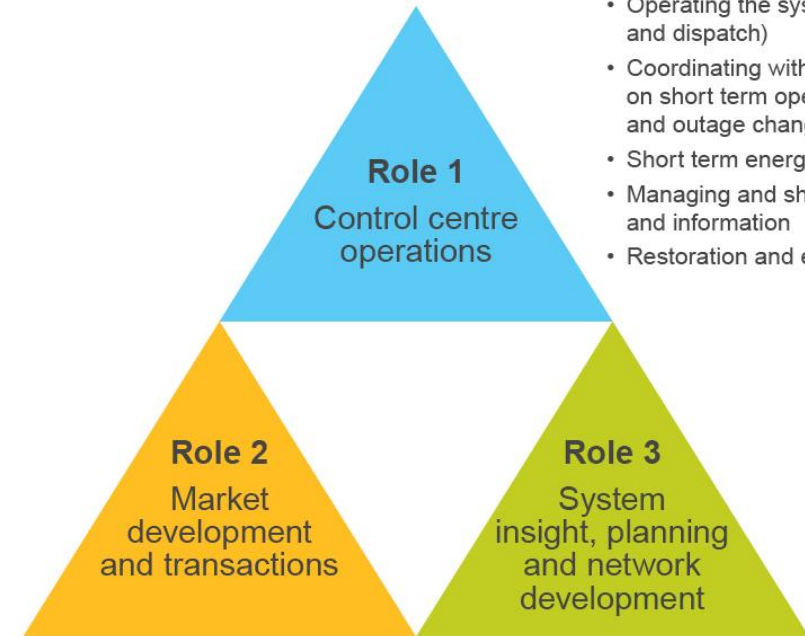 • Operating the
and dispatch)
• Coordinating
on short term
and outage
• Short term
• Managing and
and information
• Restoration and
Role 1
Control centre
operations
Role 2
Market
development
and transactions
Role 3
System
insight, planning
and network
development